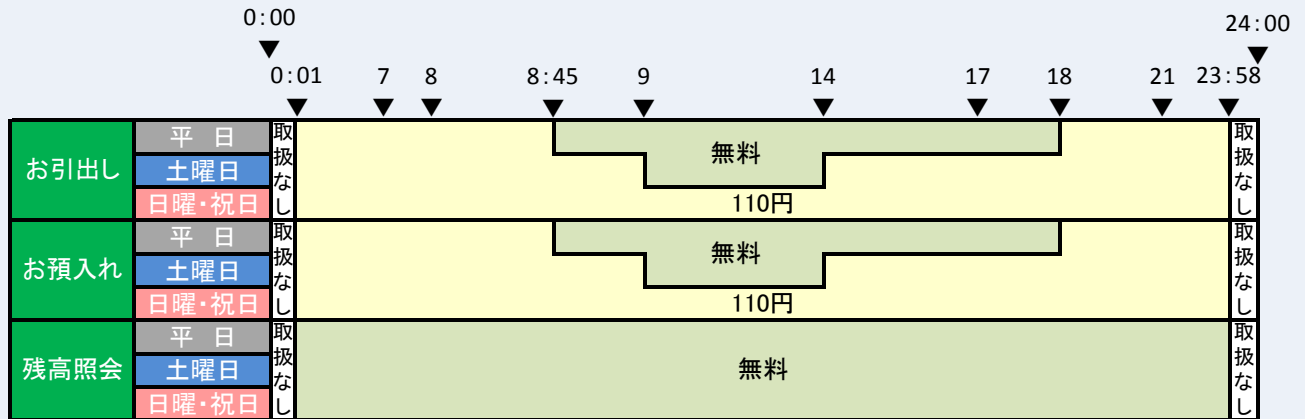 0:00
24:00
0:01 7 8 8:45 9 14 17 18 21 23:58
お引出し
平 日
土曜日
日曜・祝日
取扱なし
無料
110円
取扱なし
お預入れ
平 日
土曜日
日曜・祝日
取扱なし
無料
110円
取扱なし
残高照会
平 日
土曜日
日曜・祝日
取扱なし
無料
取扱なし